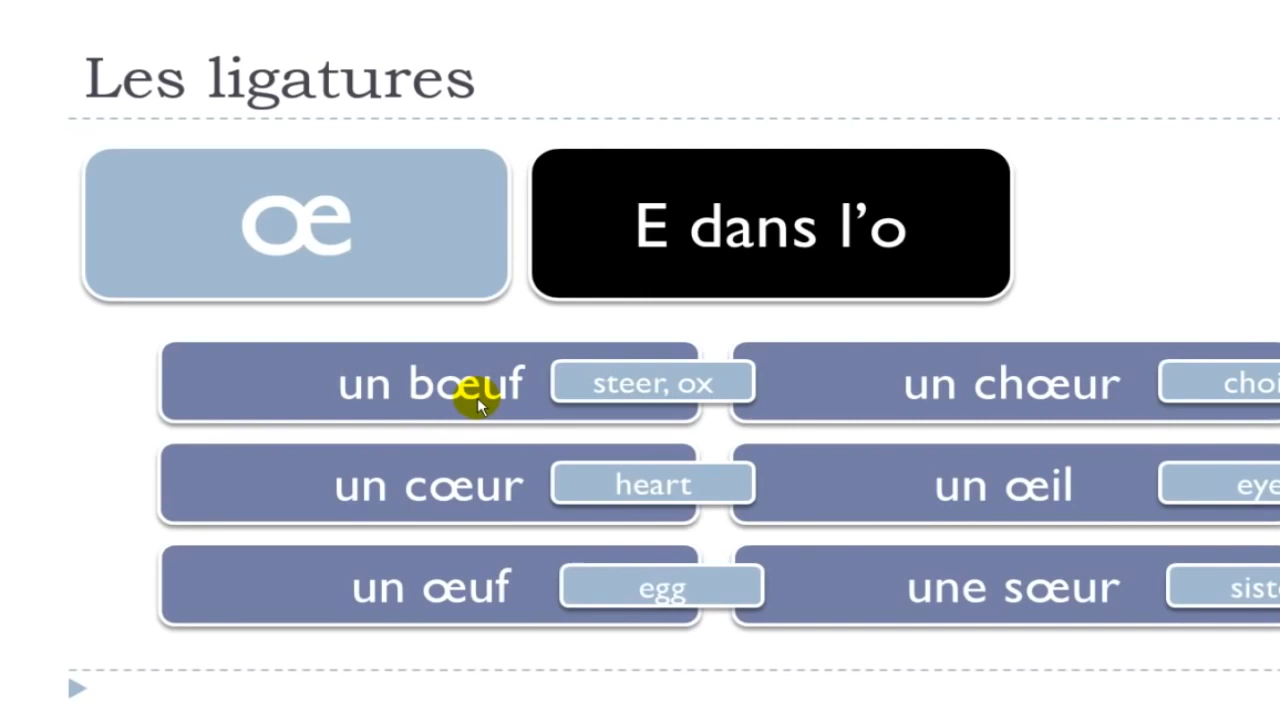 Les ligatures
œ
E dans l’o
un bœuf steer, ox
un chœur
un cœur heart
un œil eye
un œuf egg
une sœur